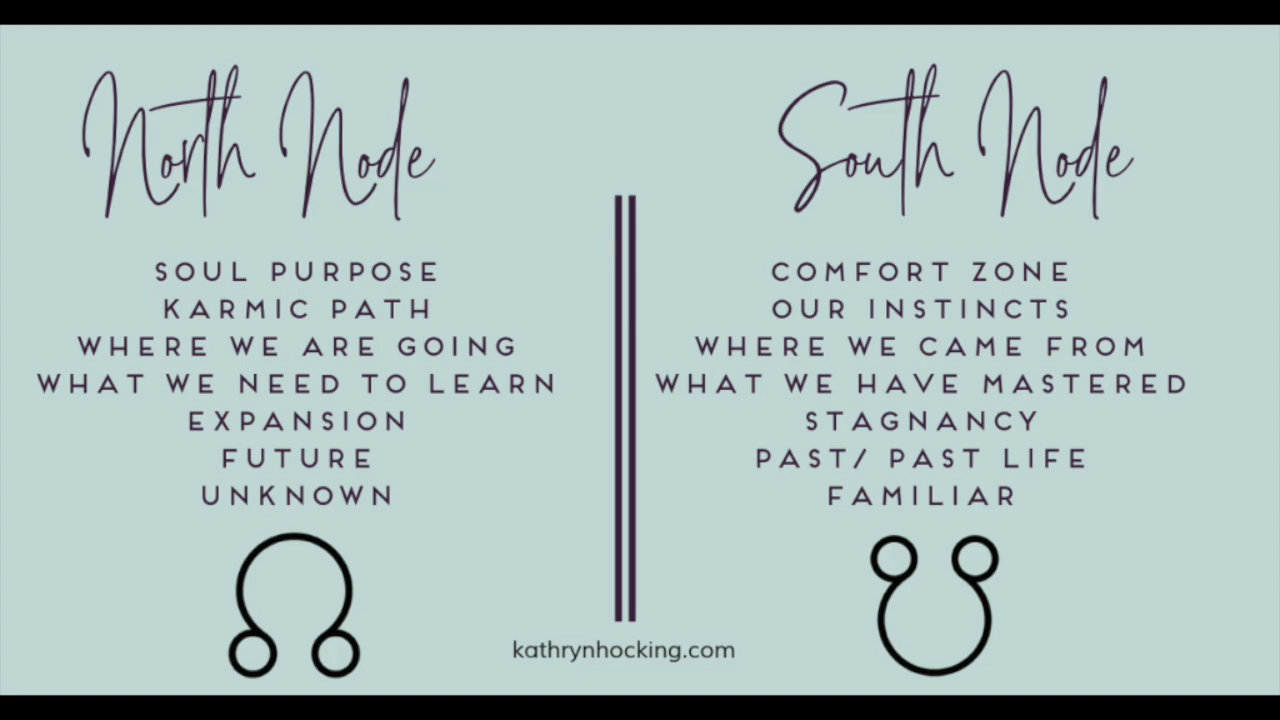 North Node
SOUL PURPOSE
KARMIC PATH
WHERE WE ARE GOING
WHAT WE NEED TO LEARN
EXPANSION
FUTURE
UNKNOWN
South Node
COMFORT ZONE
OUR INSTINCTS
WHERE WE CAME FROM
WHAT WE HAVE MASTERED
STAGNANCY
PAST/ PAST LIFE
FAMILIAR
kathrynhocking.com